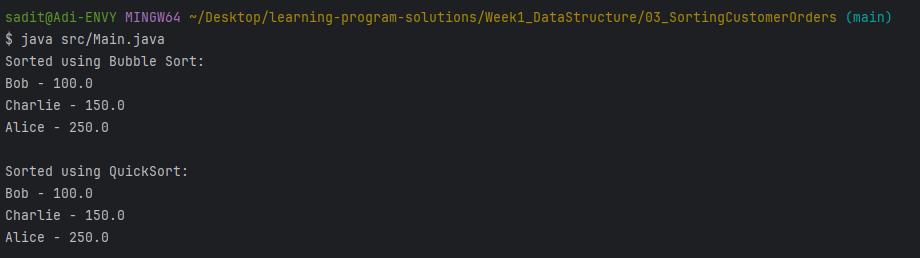 sadit@Adi-ENVY MINGW64 ~/Desktop/learning-program-solutions/Week1_DataStructure/03_SortingCustomerOrders (main)
$ java src/Main.java
Sorted using Bubble Sort:
Bob - 100.0
Charlie - 150.0
Alice - 250.0

Sorted using QuickSort:
Bob - 100.0
Charlie - 150.0
Alice - 250.0